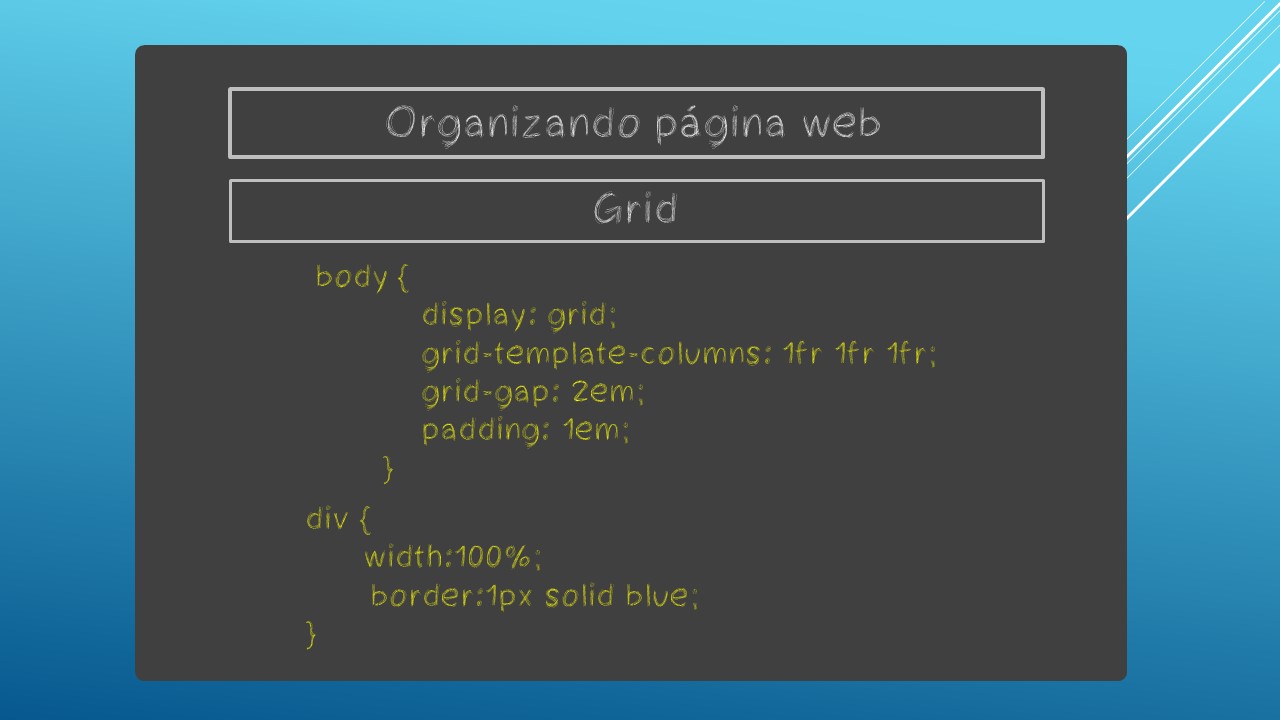 Organizando página web
Grid
body {
display: grid;
grid-template-columns: 1fr 1fr 1fr;
grid-gap: 2em;
padding: 1em;
}
div {
width:100%;
border:1px solid blue;
}